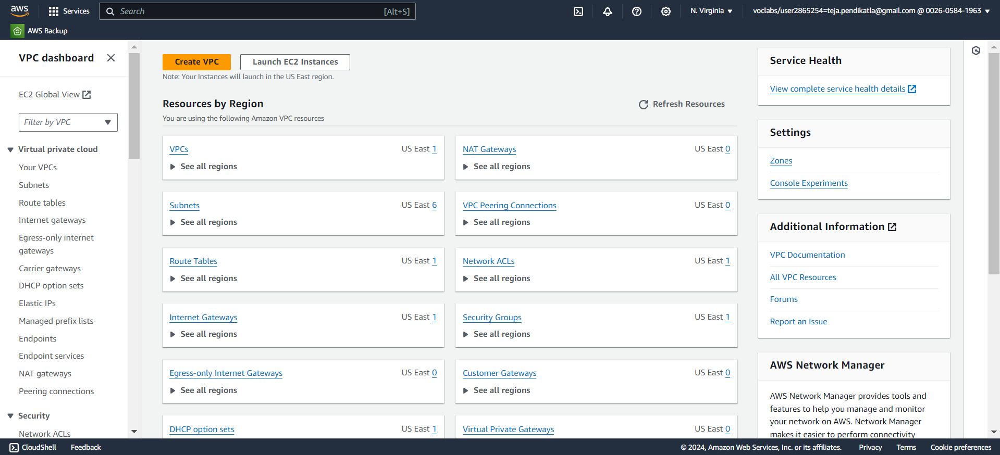 aws
Services
Search
[Alt+S]
N. Virginia
voclabs/user2865254=teja.pendikatla@gmail.com @ 0026-0584-1963
AWS Backup
VPC dashboard
EC2 Global View
Filter by VPC
Virtual private cloud
Your VPCs
Subnets
Route tables
Internet gateways
Egress-only internet
gateways
Carrier gateways
DHCP option sets
Elastic IPs
Managed prefix lists
Endpoints
Endpoint services
NAT gateways
Peering connections
Security
Network ACLs
Create VPC
Launch EC2 Instances
Note: Your Instances will launch in the US East region.
Resources by Region
Refresh Resources
You are using the following Amazon VPC resources
VPCs
US East 1
See all regions
NAT Gateways
US East 0
See all regions
Subnets
US East 6
See all regions
VPC Peering Connections
US East 0
See all regions
Route Tables
US East 1
See all regions
Network ACLs
US East 1
See all regions
Internet Gateways
US East 1
See all regions
Security Groups
US East 1
See all regions
Egress-only Internet Gateways
US East 0
See all regions
Customer Gateways
US East 0
See all regions
DHCP option sets
US East 1
Virtual Private Gateways
US East 0
Service Health
View complete service health details
Settings
Zones
Console Experiments
Additional Information
VPC Documentation
All VPC Resources
Forums
Report an Issue
AWS Network Manager
AWS Network Manager provides tools and
features to help you manage and monitor
your network on AWS. Network Manager
makes it easier to perform connectivity
CloudShell
Feedback
© 2024, Amazon Web Services, Inc. or its affiliates.
Privacy
Terms
Cookie preferences